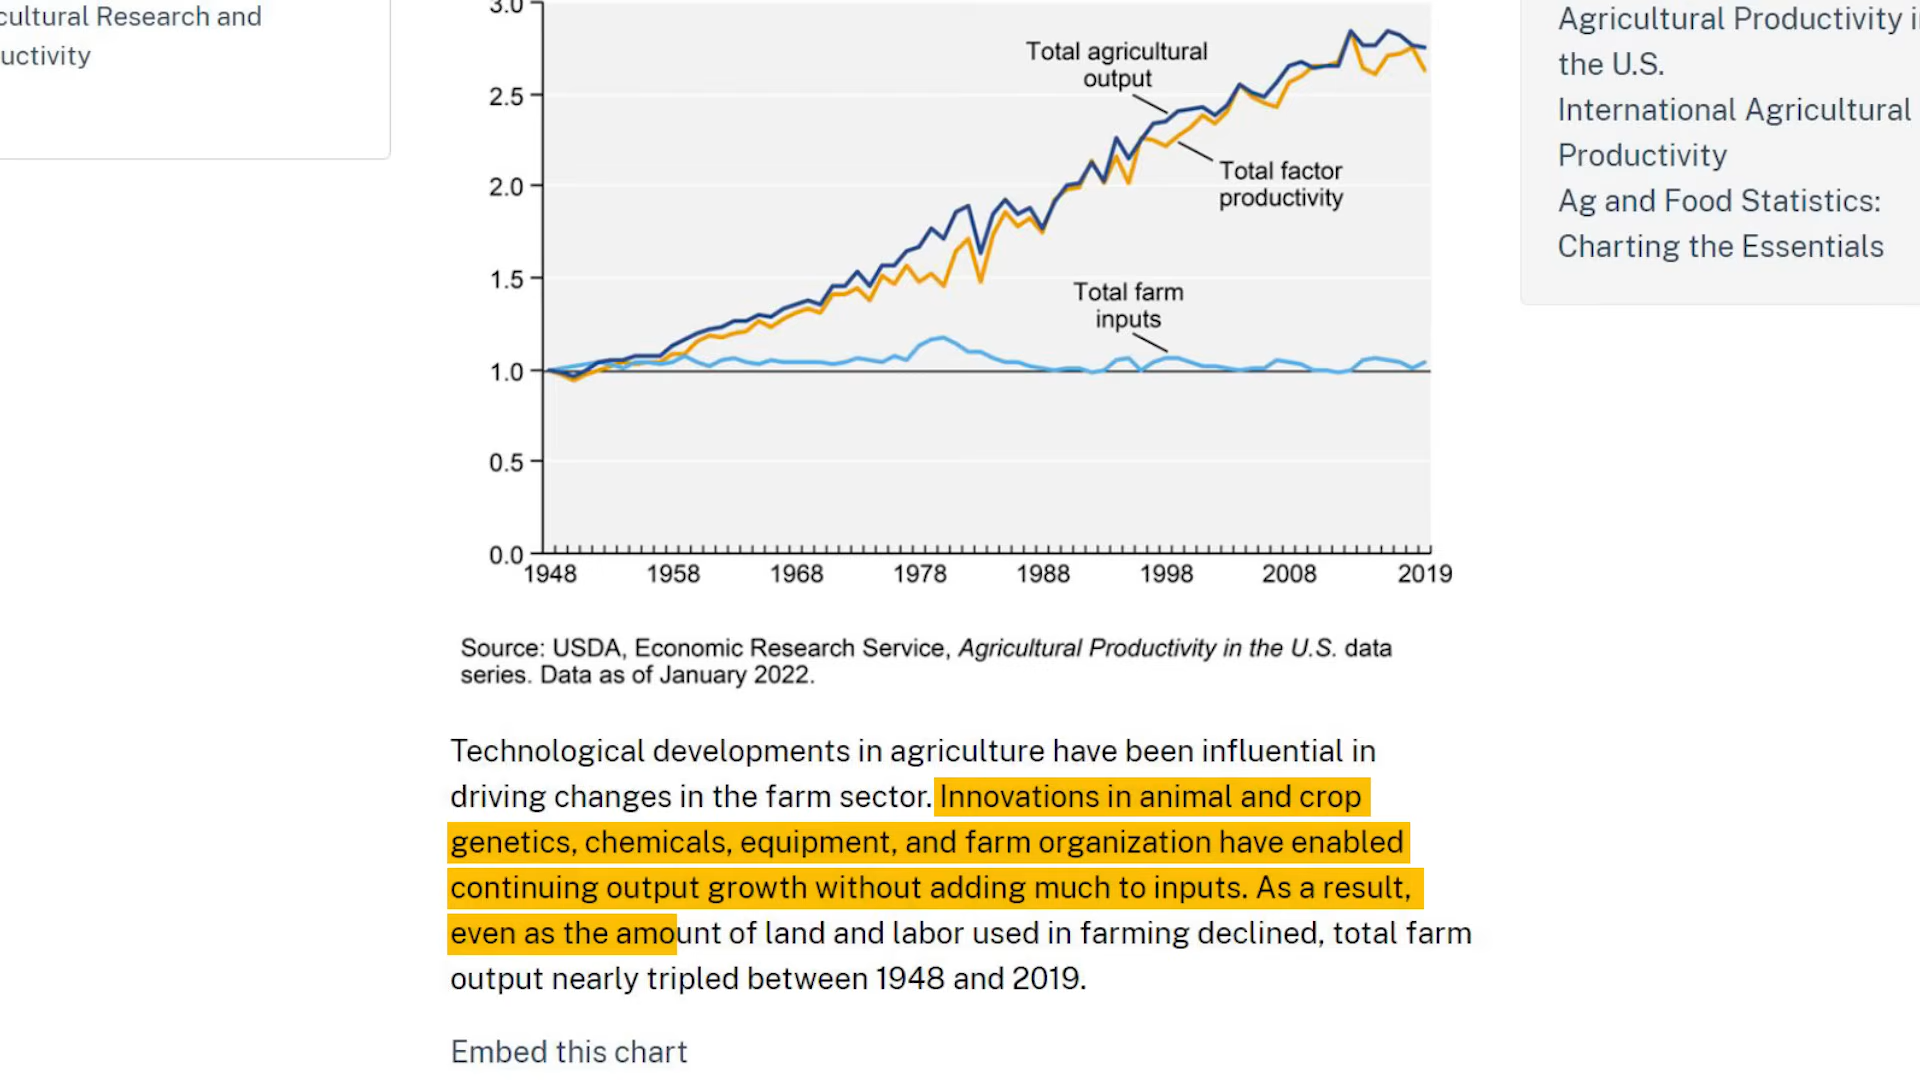 cultural Research and
uctivity
3.0
Total agricultural
output
2.5
Total factor
productivity
2.0
1.5
Total farm
inputs
1.0
0.5
0.0
1948 1958 1968 1978 1988 1998 2008 2019
Source: USDA, Economic Research Service, Agricultural Productivity in the U.S. data
series. Data as of January 2022.
Technological developments in agriculture have been influential in
driving changes in the farm sector. Innovations in animal and crop
genetics, chemicals, equipment, and farm organization have enabled
continuing output growth without adding much to inputs. As a result,
even as the amount of land and labor used in farming declined, total farm
output nearly tripled between 1948 and 2019.
Embed this chart
Agricultural Productivity i
the U.S.
International Agricultural
Productivity
Ag and Food Statistics:
Charting the Essentials